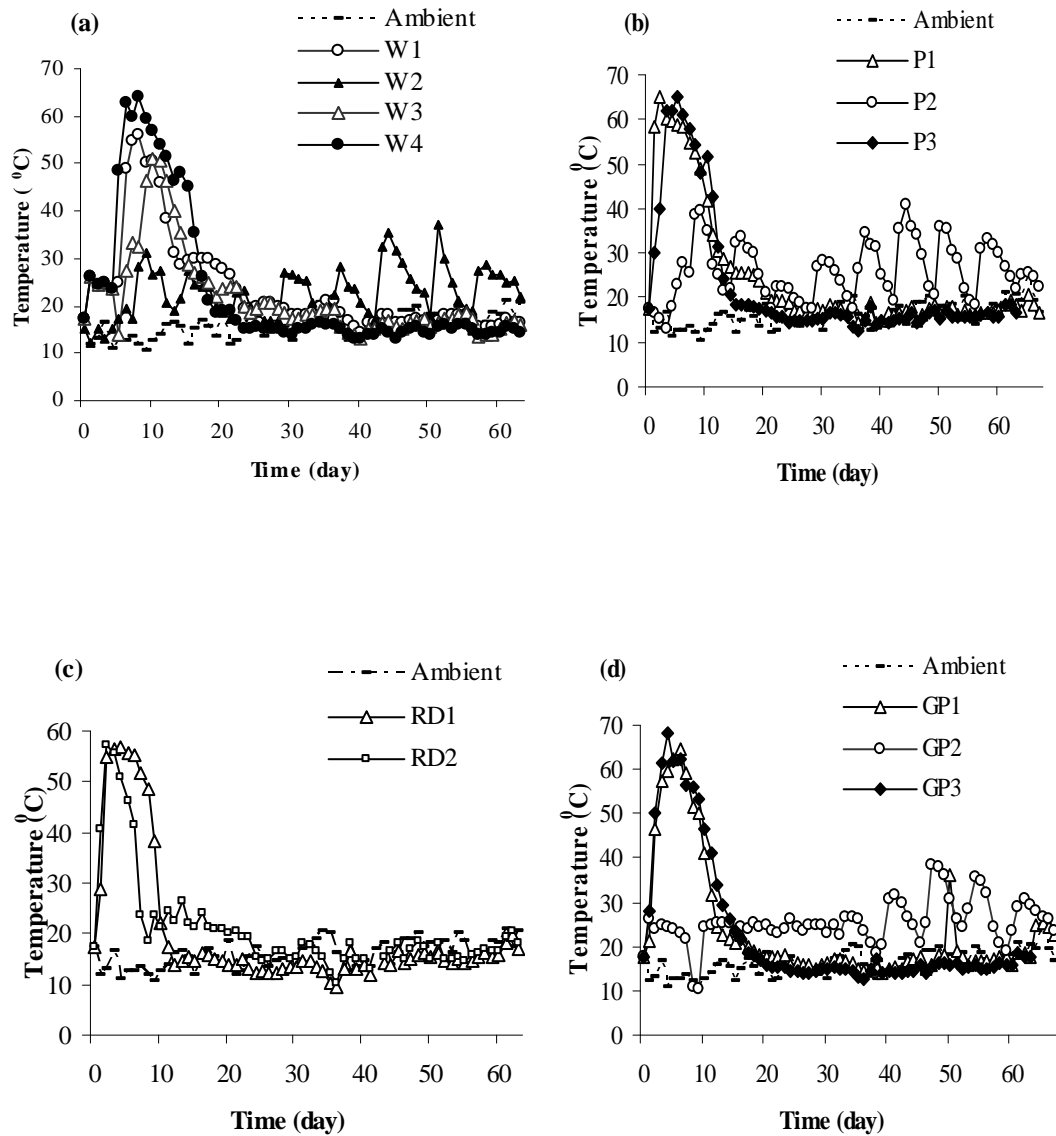 (a)
Ambient
W1
W2
W3
W4
70
60
50
40
30
20
10
0
Temperature ( ⁰C)
0 10 20 30 40 50 60
Time (day)
(b)
Ambient
P1
P2
P3
70
60
50
40
30
20
10
0
Temperature (⁰C)
0 10 20 30 40 50 60
Time (day)
(c)
Ambient
RD1
RD2
60
50
40
30
20
10
0
Temperature (⁰C)
0 10 20 30 40 50 60
Time (day)
(d)
Ambient
GP1
GP2
GP3
70
60
50
40
30
20
10
0
Temperature (⁰C)
0 10 20 30 40 50 60
Time (day)